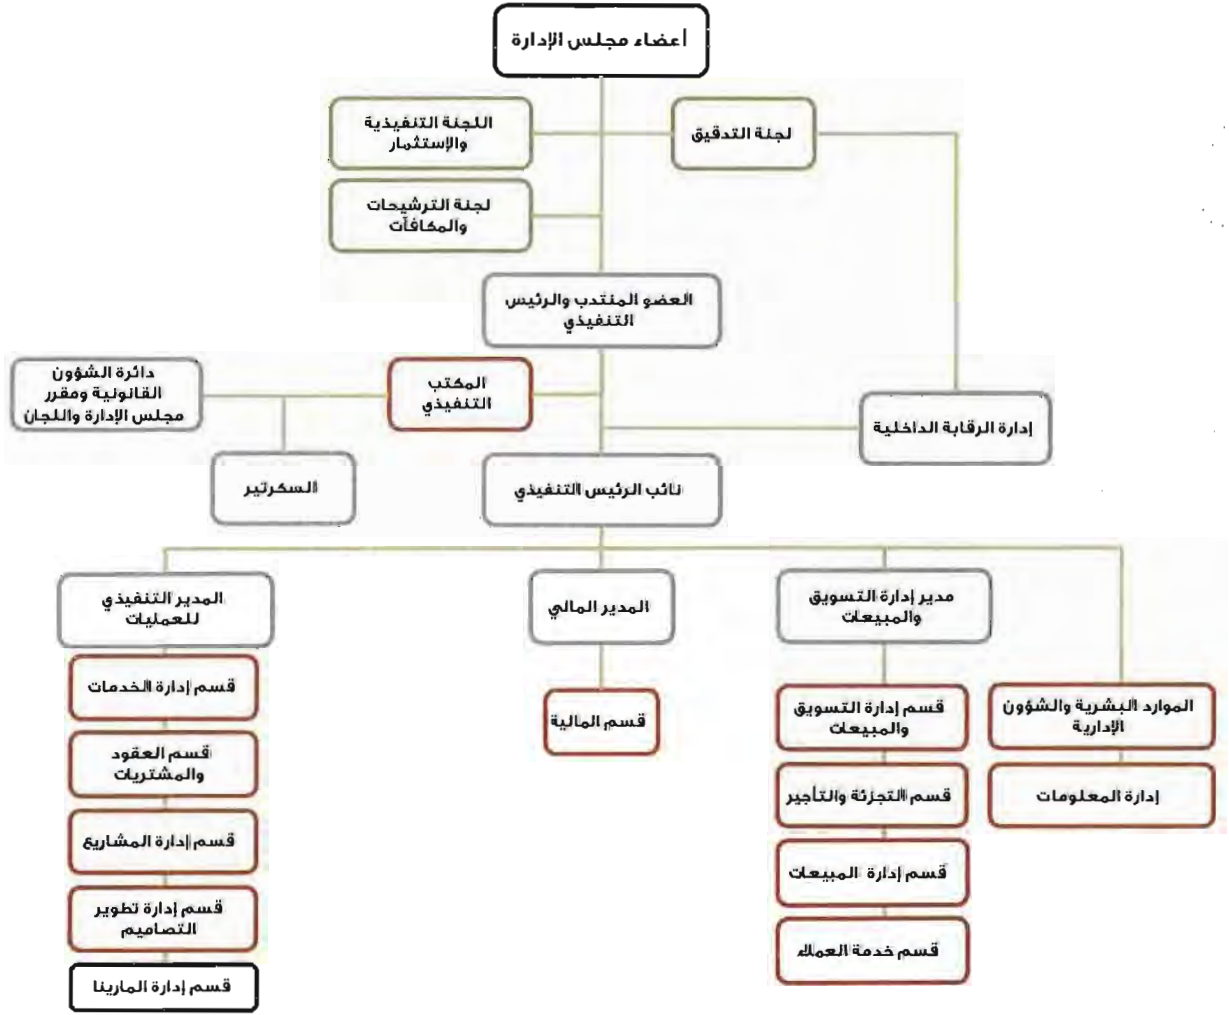 أعضاء مجلس الإدارة
لجنة التدقيق
اللجنة التنفيذية
والإستثمار
لجنة الترشيحات
والمكافآت
العضو المنتدب والرئيس
التنفيذي
المكتب
التنفيذي
دائرة الشؤون
القانونية ومقرر
مجلس الإدارة واللجان
إدارة الرقابة الداخلية
السكرتير
نائب الرئيس التنفيذي
مدير إدارة التسويق
والمبيعات
المدير المالي
المدير التنفيذي
للعمليات
الموارد البشرية والشؤون
الإدارية
إدارة المعلومات
قسم إدارة التسويق
والمبيعات
قسم التجزئة والتأجير
قسم إدارة المبيعات
قسم خدمة العملاء
قسم المالية
قسم إدارة الخدمات
قسم العقود
والمشتريات
قسم إدارة المشاريع
قسم إدارة تطوير
التصاميم
قسم إدارة المارينا